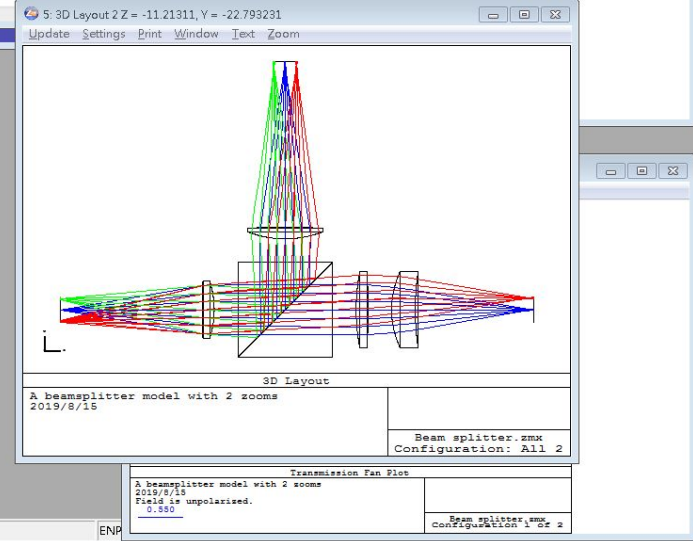 5: 3D Layout 2 Z = -11.21311, Y = -22.793231
Update Settings Print Window Text Zoom
3D Layout
A beamsplitter model with 2 zooms
2019/8/15
Beam splitter.zmx
Configuration: All 2
Transmission Fan Plot
A beamsplitter model with 2 zooms
2019/8/15
Field is unpolarized.
0.550
Beam splitter.zmx
Configuration 1 of 2
ENP